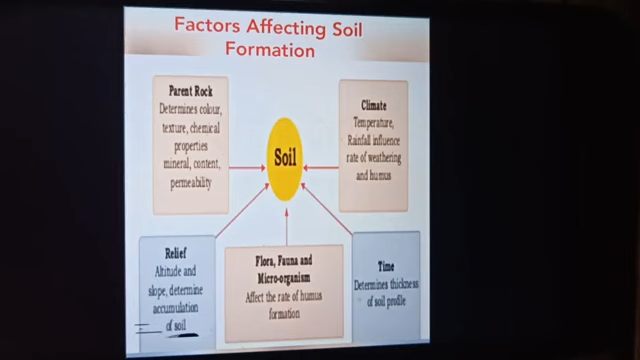 Factors Affecting Soil
Formation
Parent Rock
Determines colour,
texture, chemical
properties
mineral, content,
permeability
Climate
Temperature,
Rainfall influence
rate of weathering
and humus
Soil
Relief
Altitude and
slope, determine
accumulation
of soil
Flora, Fauna and
Micro-organism
Affect the rate of humus
formation
Time
Determines thickness
of soil profile